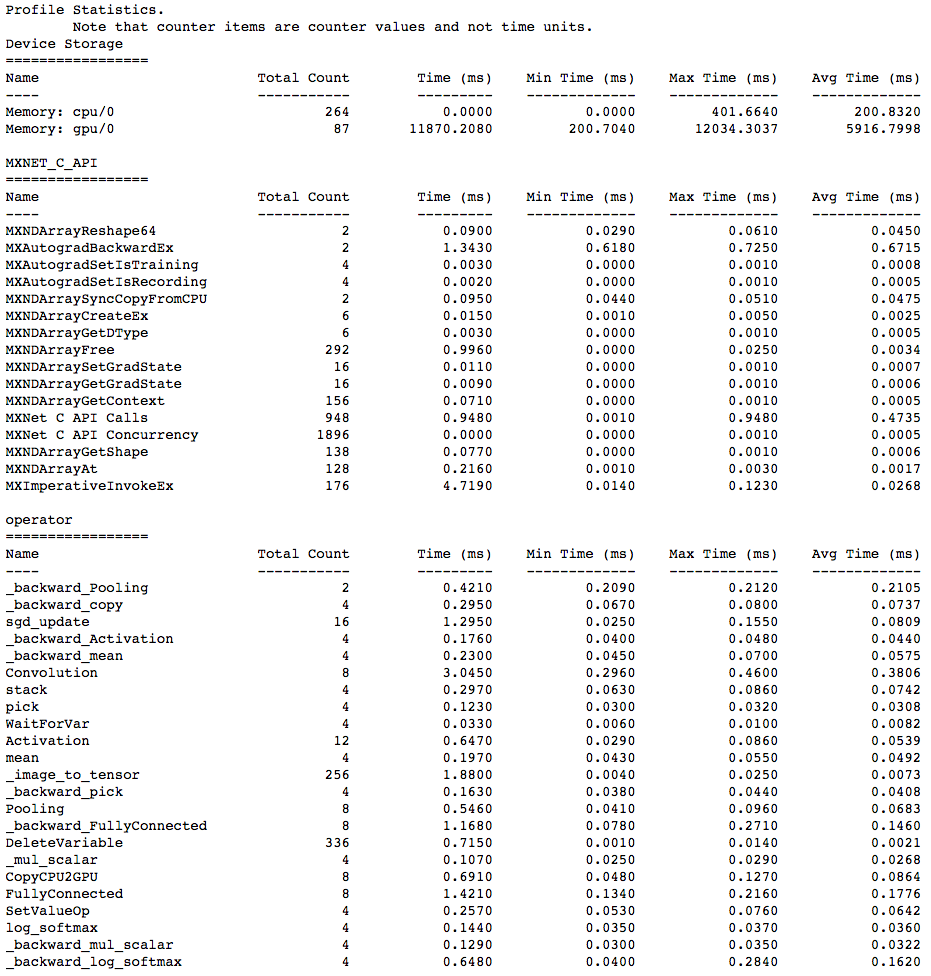 Profile Statistics.
        Note that counter items are counter values and not time units.
Device Storage
=================
Name                          Total Count        Time (ms)    Min Time (ms)    Max Time (ms)    Avg Time (ms)
----                          -----------        ---------    -------------    -------------    -------------
Memory: cpu/0                         264           0.0000           0.0000         401.6640         200.8320
Memory: gpu/0                          87       11870.2080         200.7040       12034.3037        5916.7998

MXNET_C_API
=================
Name                          Total Count        Time (ms)    Min Time (ms)    Max Time (ms)    Avg Time (ms)
----                          -----------        ---------    -------------    -------------    -------------
MXNDArrayReshape64                      2           0.0900           0.0290           0.0610           0.0450
MXAutogradBackwardEx                    2           1.3430           0.6180           0.7250           0.6715
MXAutogradSetIsTraining                 4           0.0030           0.0000           0.0010           0.0008
MXAutogradSetIsRecording                4           0.0020           0.0000           0.0010           0.0005
MXNDArraySyncCopyFromCPU                2           0.0950           0.0440           0.0510           0.0475
MXNDArrayCreateEx                       6           0.0150           0.0010           0.0050           0.0025
MXNDArrayGetDType                       6           0.0030           0.0000           0.0010           0.0005
MXNDArrayFree                         292           0.9960           0.0000           0.0250           0.0034
MXNDArraySetGradState                  16           0.0110           0.0000           0.0010           0.0007
MXNDArrayGetGradState                  16           0.0090           0.0000           0.0010           0.0006
MXNDArrayGetContext                   156           0.0710           0.0000           0.0010           0.0005
MXNet C API Calls                     948           0.9480           0.0010           0.9480           0.4735
MXNet C API Concurrency              1896           0.0000           0.0000           0.0010           0.0005
MXNDArrayGetShape                     138           0.0770           0.0000           0.0010           0.0006
MXNDArrayAt                           128           0.2160           0.0010           0.0030           0.0017
MXImperativeInvokeEx                  176           4.7190           0.0140           0.1230           0.0268

operator
=================
Name                          Total Count        Time (ms)    Min Time (ms)    Max Time (ms)    Avg Time (ms)
----                          -----------        ---------    -------------    -------------    -------------
_backward_Pooling                       2           0.4210           0.2090           0.2120           0.2105
_backward_copy                          4           0.2950           0.0670           0.0800           0.0737
sgd_update                             16           1.2950           0.0250           0.1550           0.0809
_backward_Activation                    4           0.1760           0.0400           0.0480           0.0440
_backward_mean                          4           0.2300           0.0450           0.0700           0.0575
Convolution                             8           3.0450           0.2960           0.4600           0.3806
stack                                   4           0.2970           0.0630           0.0860           0.0742
pick                                    4           0.1230           0.0300           0.0320           0.0308
WaitForVar                              4           0.0330           0.0060           0.0100           0.0082
Activation                             12           0.6470           0.0290           0.0860           0.0539
mean                                    4           0.1970           0.0430           0.0550           0.0492
_image_to_tensor                      256           1.8800           0.0040           0.0250           0.0073
_backward_pick                          4           0.1630           0.0380           0.0440           0.0408
Pooling                                 8           0.5460           0.0410           0.0960           0.0683
_backward_FullyConnected                8           1.1680           0.0780           0.2710           0.1460
DeleteVariable                        336           0.7150           0.0010           0.0140           0.0021
_mul_scalar                             4           0.1070           0.0250           0.0290           0.0268
CopyCPU2GPU                             8           0.6910           0.0480           0.1270           0.0864
FullyConnected                          8           1.4210           0.1340           0.2160           0.1776
SetValueOp                              4           0.2570           0.0530           0.0760           0.0642
log_softmax                             4           0.1440           0.0350           0.0370           0.0360
_backward_mul_scalar                    4           0.1290           0.0300           0.0350           0.0322
_backward_log_softmax                   4           0.6480           0.0400           0.2840           0.1620